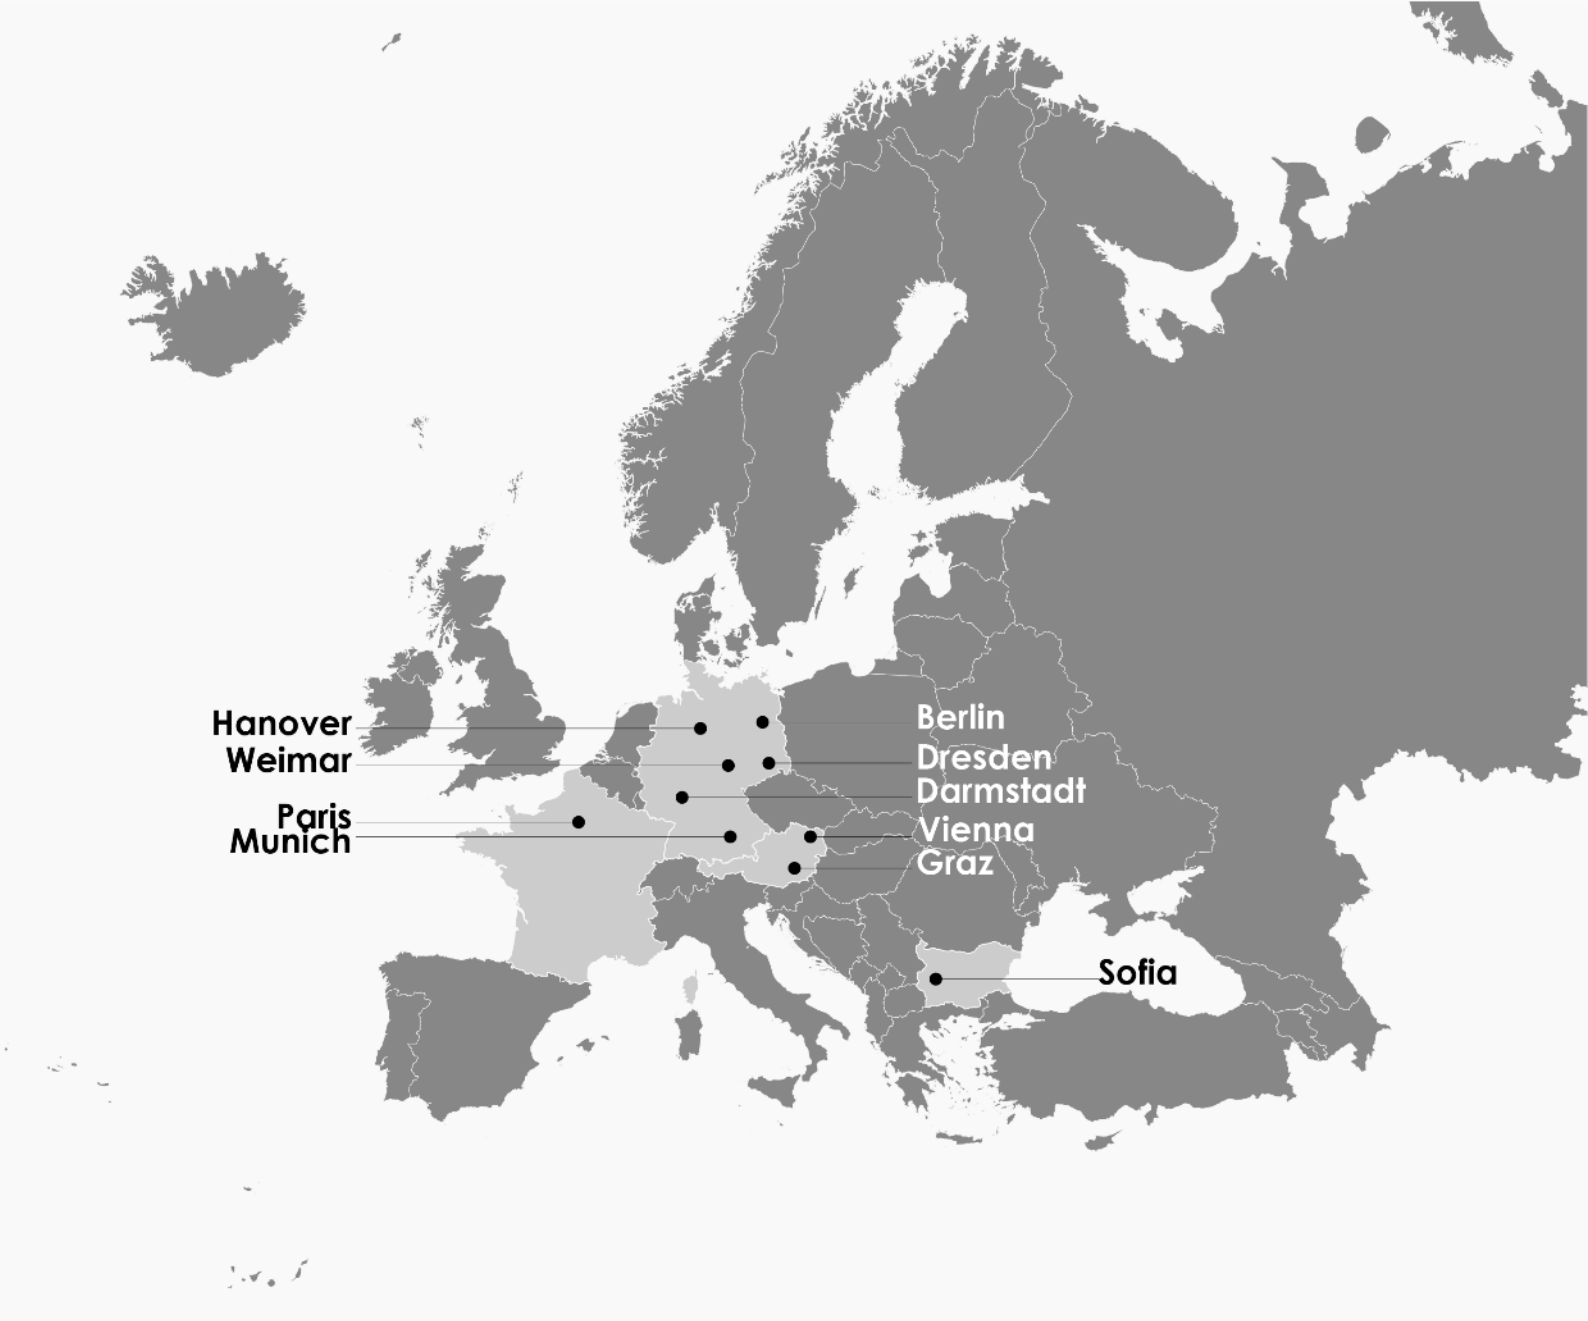 Hanover
Weimar
Paris
Munich
Berlin
Dresden
Darmstadt
Vienna
Graz
Sofia